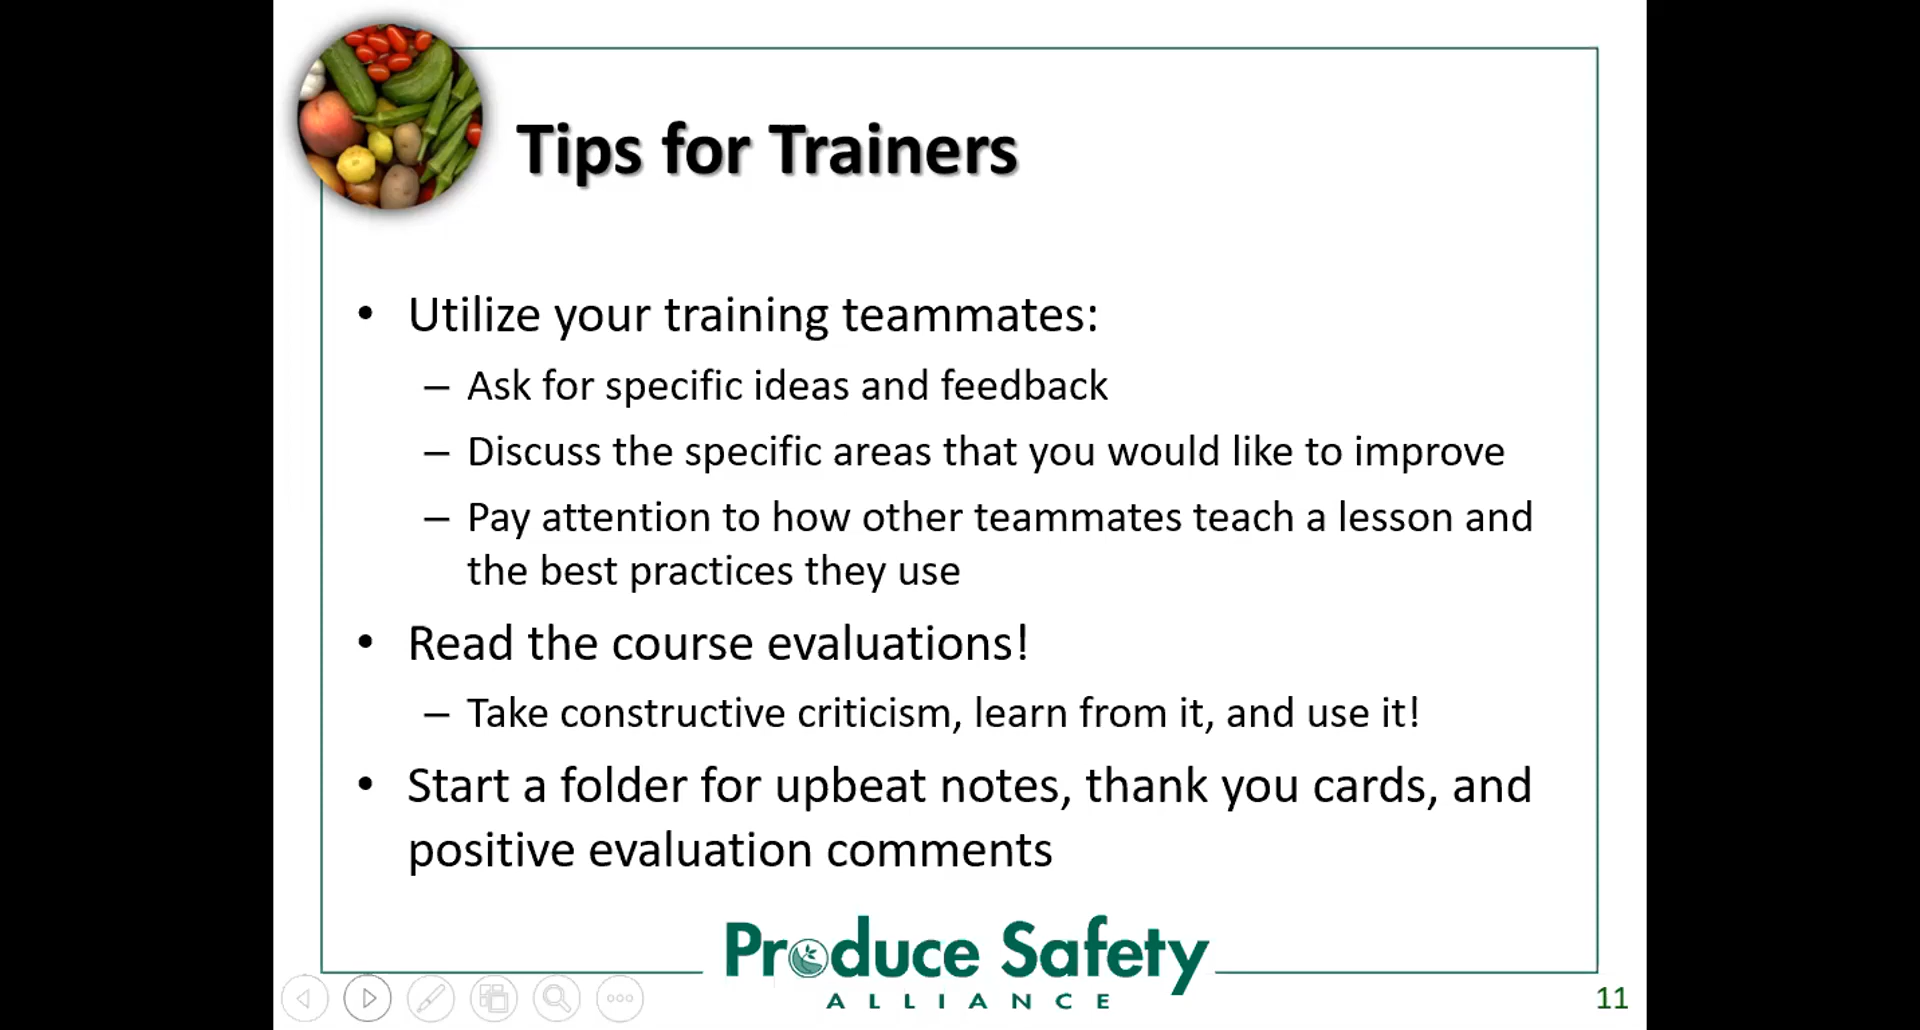 Tips for Trainers
• Utilize your training teammates:
– Ask for specific ideas and feedback
– Discuss the specific areas that you would like to improve
– Pay attention to how other teammates teach a lesson and
the best practices they use
• Read the course evaluations!
– Take constructive criticism, learn from it, and use it!
• Start a folder for upbeat notes, thank you cards, and
positive evaluation comments
Produce Safety
ALLIANCE
11